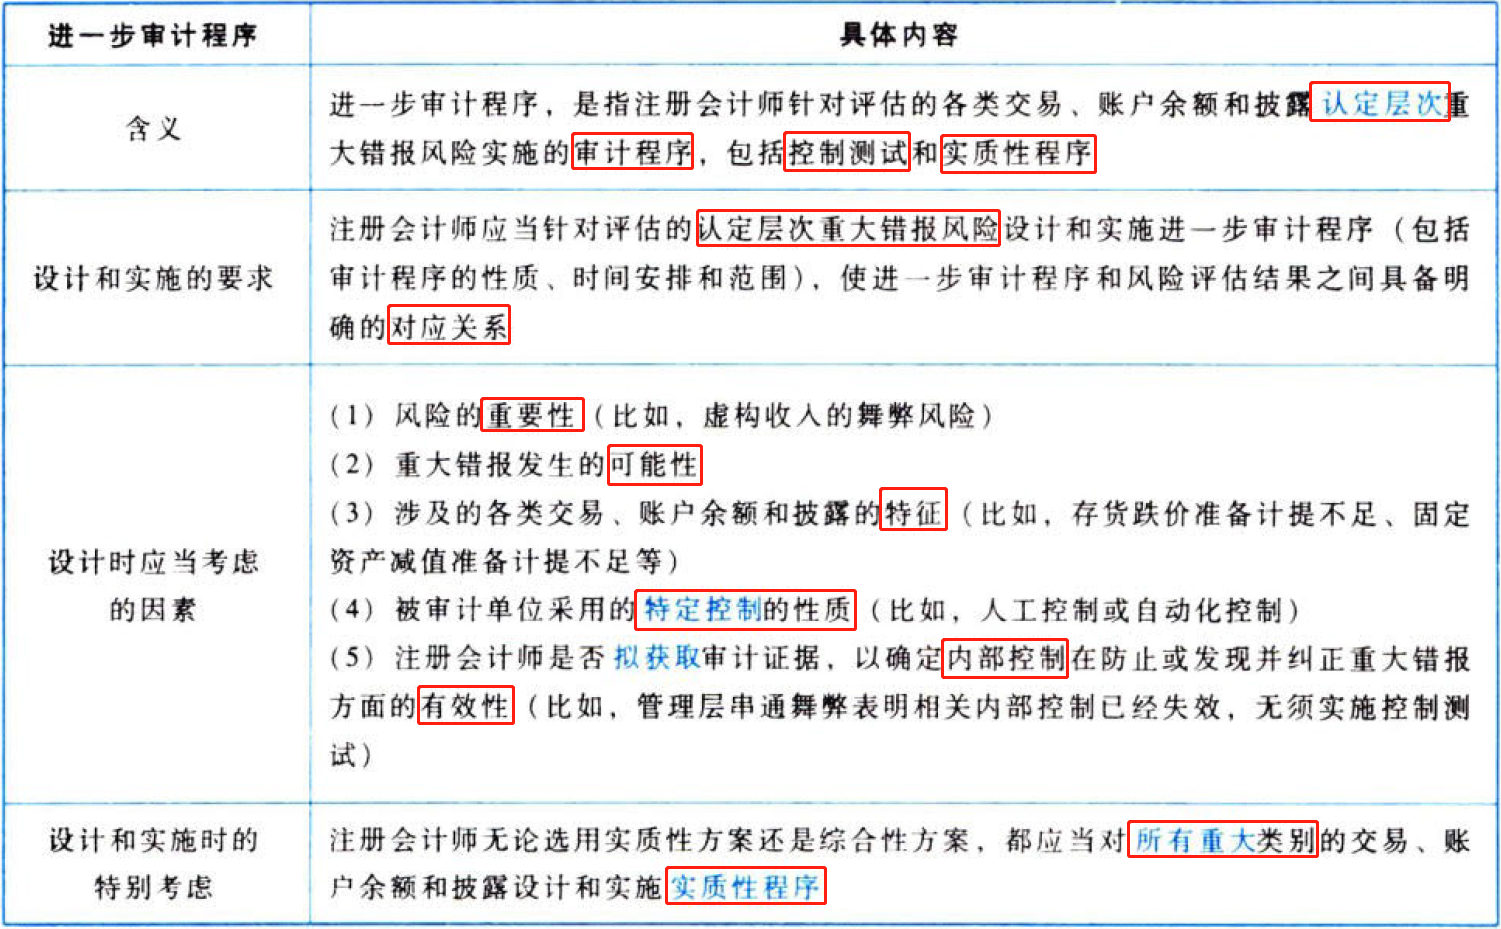 进一步审计程序
具体内容
含义
进一步审计程序，是指注册会计师针对评估的各类交易、账户余额和披露认定层次重
大错报风险实施的审计程序，包括控制测试和实质性程序
设计和实施的要求
注册会计师应当针对评估的认定层次重大错报风险设计和实施进一步审计程序（包括
审计程序的性质、时间安排和范围），使进一步审计程序和风险评估结果之间具备明
确的对应关系
设计时应当考虑
的因素
（1）风险的重要性（比如，虚构收入的舞弊风险）
（2）重大错报发生的可能性
（3）涉及的各类交易、账户余额和披露的特征（比如，存货跌价准备计提不足、固定
资产减值准备计提不足等）
（4）被审计单位采用的特定控制的性质（比如，人工控制或自动化控制）
（5）注册会计师是否拟获取审计证据，以确定内部控制在防止或发现并纠正重大错报
方面的有效性（比如，管理层串通舞弊表明相关内部控制已经失效，无须实施控制测
试）
设计和实施时的
特别考虑
注册会计师无论选用实质性方案还是综合性方案，都应当对所有重大类别的交易、账
户余额和披露设计和实施实质性程序